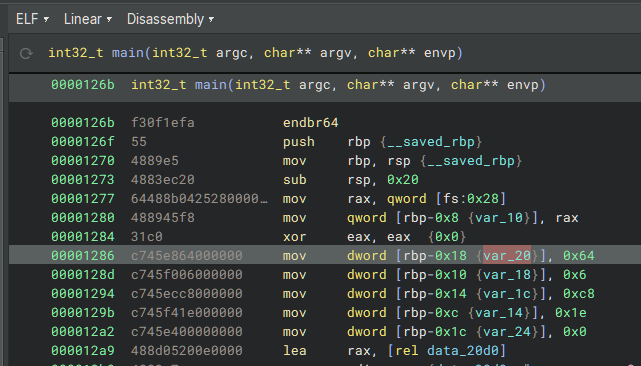 ELF▾ Linear▾ Disassembly▾
int32_t main(int32_t argc, char** argv, char** envp)
0000126b int32_t main(int32_t argc, char** argv, char** envp)
0000126b f30f1efa endbr64
0000126f 55 push rbp {__saved_rbp}
00001270 4889e5 mov rbp, rsp {__saved_rbp}
00001273 4883ec20 sub rsp, 0x20
00001277 64488b0425280000… mov rax, qword [fs:0x28]
00001280 488945f8 mov qword [rbp-0x8 {var_10}], rax
00001284 31c0 xor eax, eax {0x0}
00001286 c745e864000000 mov dword [rbp-0x18 {var_20}], 0x64
0000128d c745f006000000 mov dword [rbp-0x10 {var_18}], 0x6
00001294 c745ecc8000000 mov dword [rbp-0x14 {var_1c}], 0xc8
0000129b c745f41e000000 mov dword [rbp-0xc {var_14}], 0x1e
000012a2 c745e400000000 mov dword [rbp-0x1c {var_24}], 0x0
000012a9 488d05200e0000 lea rax, [rel data_20d0]